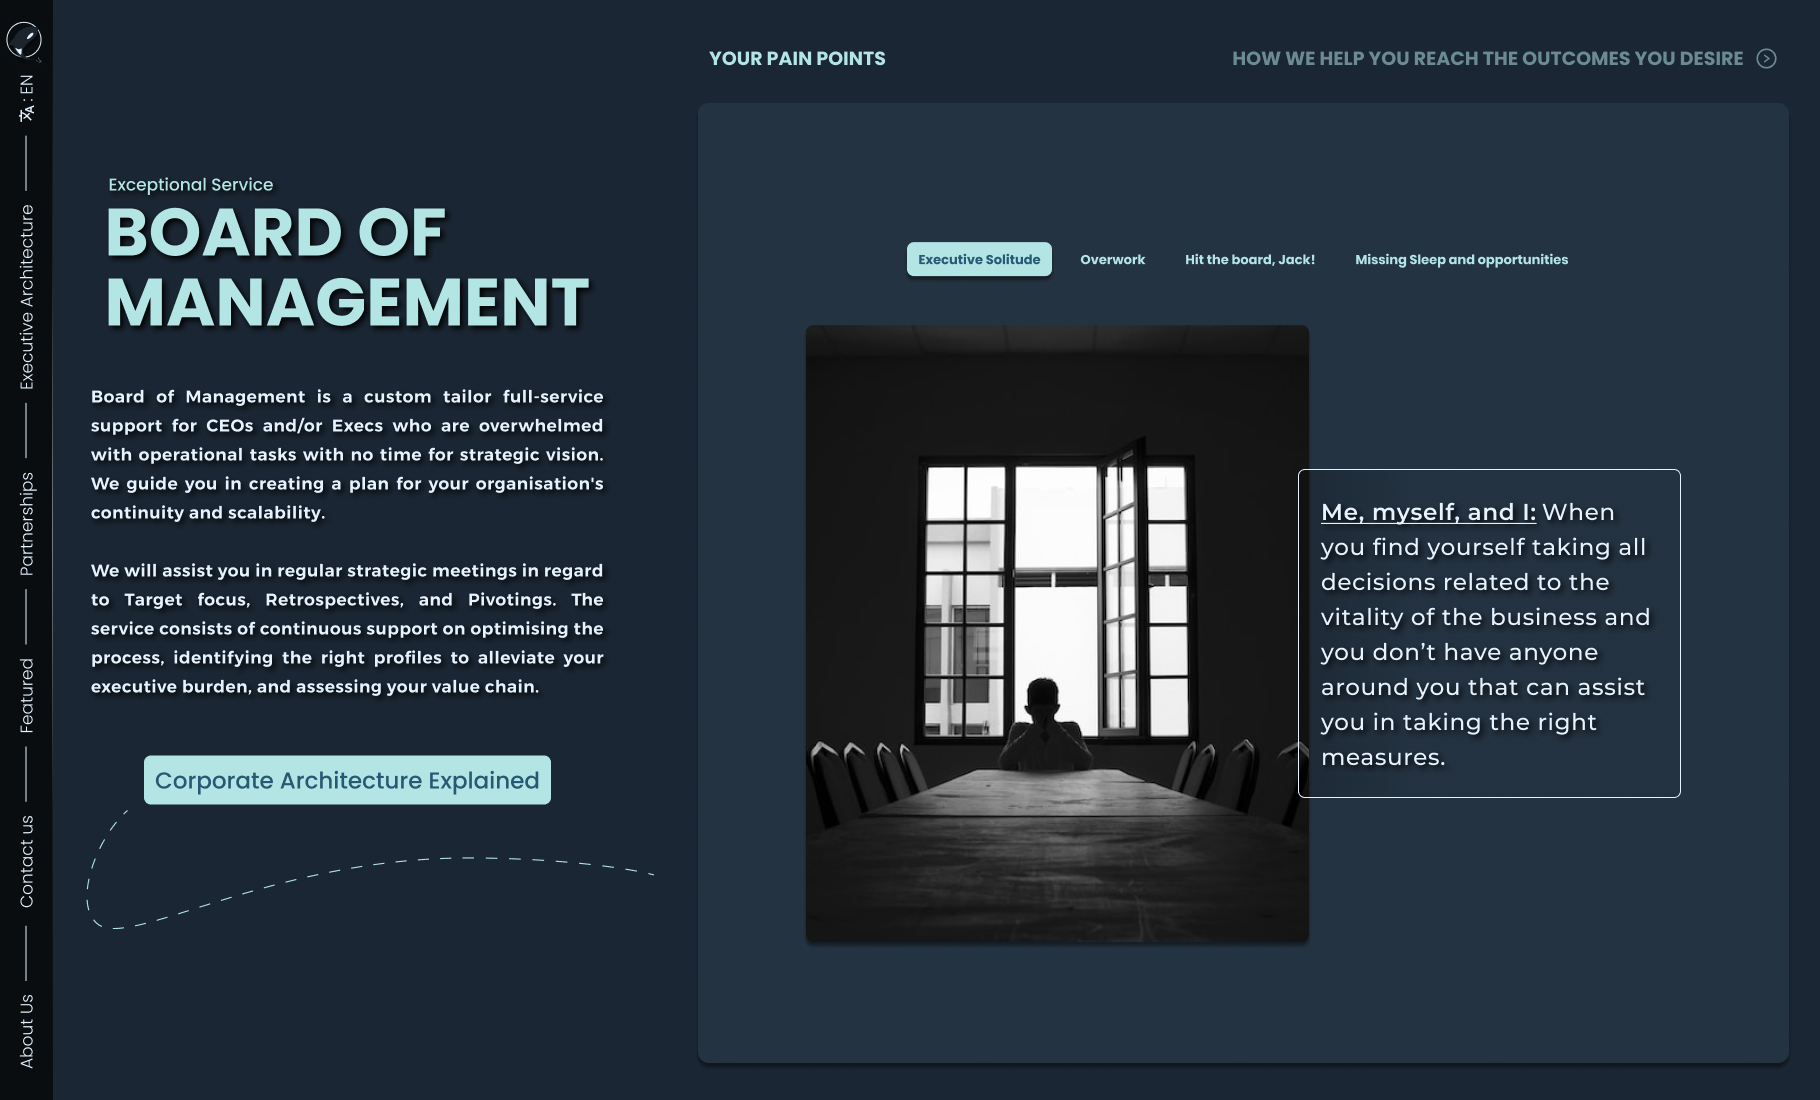 EN
Executive Architecture
Partnerships
Featured
Contact us
About Us
Exceptional Service
BOARD OF
MANAGEMENT
Board of Management is a custom tailor full-service
support for CEOs and/or Execs who are overwhelmed
with operational tasks with no time for strategic vision.
We guide you in creating a plan for your organisation's
continuity and scalability.
We will assist you in regular strategic meetings in regard
to Target focus, Retrospectives, and Pivotings. The
service consists of continuous support on optimising the
process, identifying the right profiles to alleviate your
executive burden, and assessing your value chain.
Corporate Architecture Explained
YOUR PAIN POINTS
HOW WE HELP YOU REACH THE OUTCOMES YOU DESIRE
Executive Solitude
Overwork
Hit the board, Jack!
Missing Sleep and opportunities
Me, myself, and I: When
you find yourself taking all
decisions related to the
vitality of the business and
you don’t have anyone
around you that can assist
you in taking the right
measures.